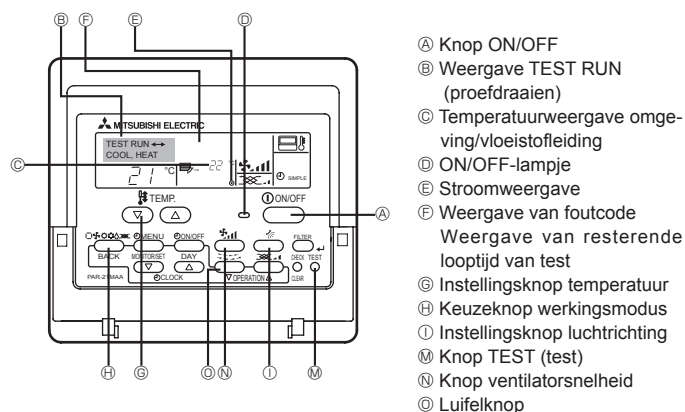 Ⓑ Ⓕ Ⓔ Ⓓ
MITSUBISHI ELECTRIC
TEST RUN ↔
COOL, HEAT
Ⓒ
21 °C 22 °C
SIMPLE
TEMP. ON/OFF
Ⓐ
MENU ON/OFF FILTER
BACK MONITOR/SET DAY CHECK TEST
PAR-21MAA CLOCK ▽ OPERATION △ CLEAR
Ⓗ Ⓖ Ⓞ Ⓝ Ⓘ Ⓜ
Ⓐ Knop ON/OFF
Ⓑ Weergave TEST RUN
(proefdraaien)
Ⓒ Temperatuurweergave omge-
ving/vloeistofleiding
Ⓓ ON/OFF-lampje
Ⓔ Stroomweergave
Ⓕ Weergave van foutcode
Weergave van resterende
looptijd van test
Ⓖ Instellingsknop temperatuur
Ⓗ Keuzeknop werkingsmodus
Ⓘ Instellingsknop luchtrichting
Ⓜ Knop TEST (test)
Ⓝ Knop ventilatorsnelheid
Ⓞ Luifelknop